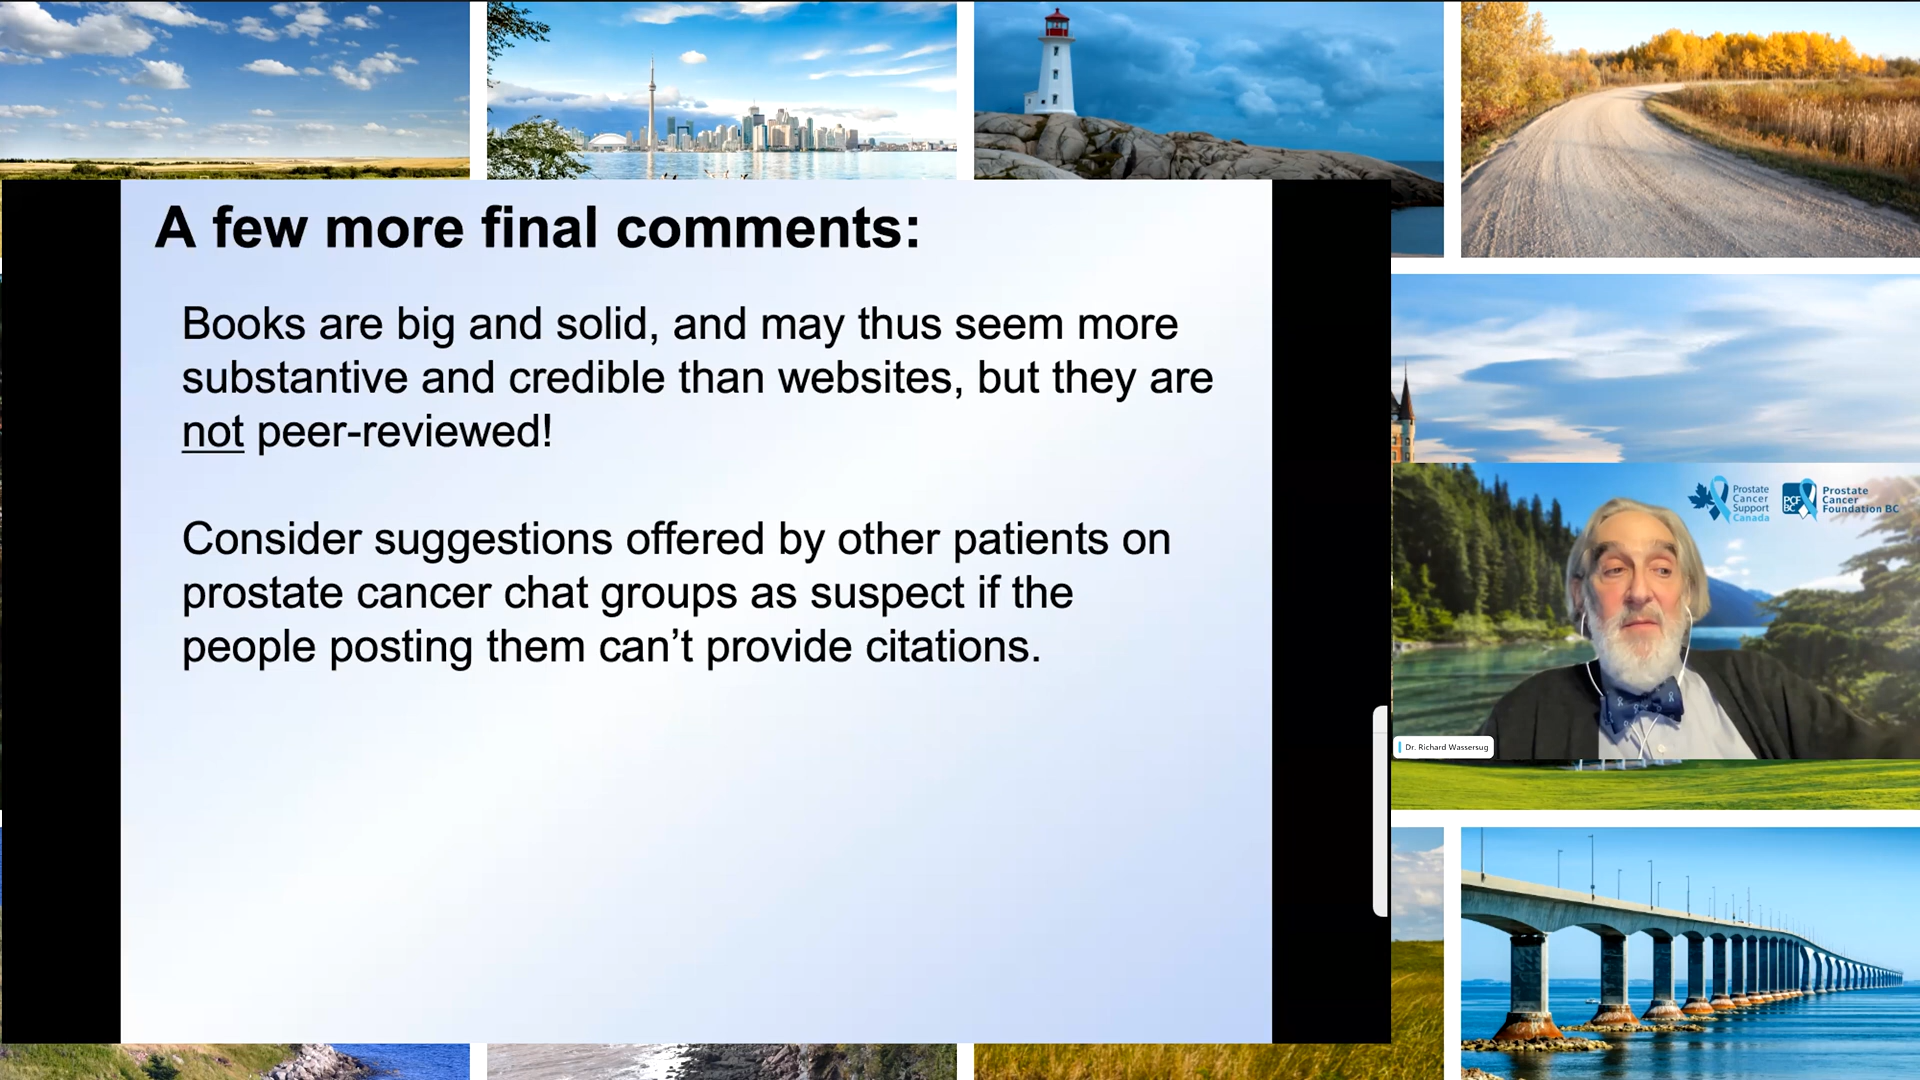 A few more final comments:
Books are big and solid, and may thus seem more
substantive and credible than websites, but they are
not peer-reviewed!
Consider suggestions offered by other patients on
prostate cancer chat groups as suspect if the
people posting them can’t provide citations.
Prostate
Cancer
Support
Canada
PCF
BC
Prostate
Cancer
Foundation BC
Dr. Richard Wassersug